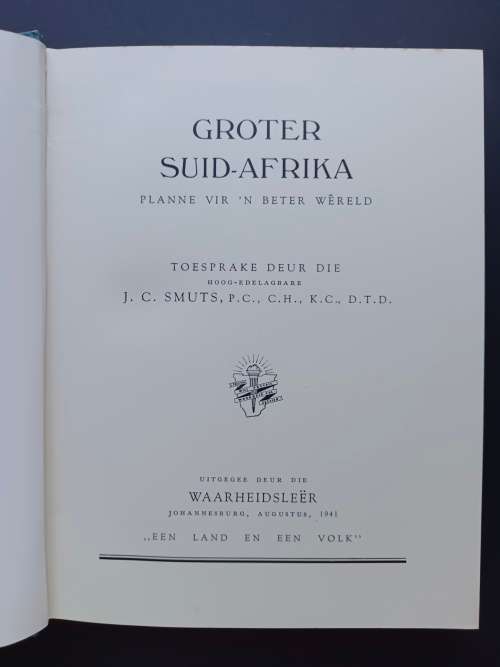 GROTER
SUID-AFRIKA
PLANNE VIR 'N BETER WÊRELD
TOESPRAKE DEUR DIE
HOOG-EDELAGBARE
J. C. SMUTS, P.C., C.H., K.C., D.T.D.
UITGEGEE DEUR DIE
WAARHEIDSLEËR
JOHANNESBURG, AUGUSTUS, 1941
„EEN LAND EN EEN VOLK”